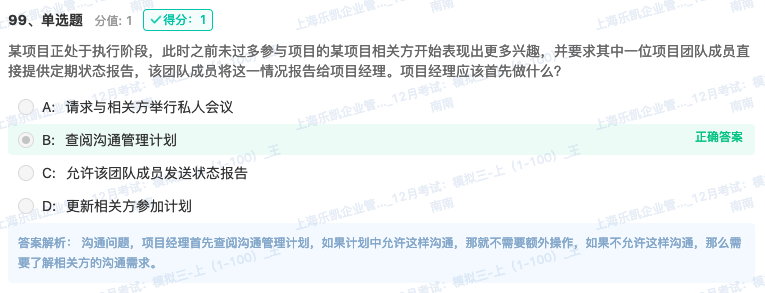 99、单选题 分值: 1 ✓得分: 1
某项目正处于执行阶段，此时之前未过多参与项目的某项目相关方开始表现出更多兴趣，并要求其中一位项目团队成员直
接提供定期状态报告，该团队成员将这一情况报告给项目经理。项目经理应该首先做什么？
A: 请求与相关方举行私人会议
B: 查阅沟通管理计划 正确答案
C: 允许该团队成员发送状态报告
D: 更新相关方参加计划
答案解析： 沟通问题，项目经理首先查阅沟通管理计划，如果计划中允许这样沟通，那就不需要额外操作，如果不允许这样沟通，那么需
要了解相关方的沟通需求。
上海乐凯企业管..._12月考试：模拟三-上（1-100）_王
南南